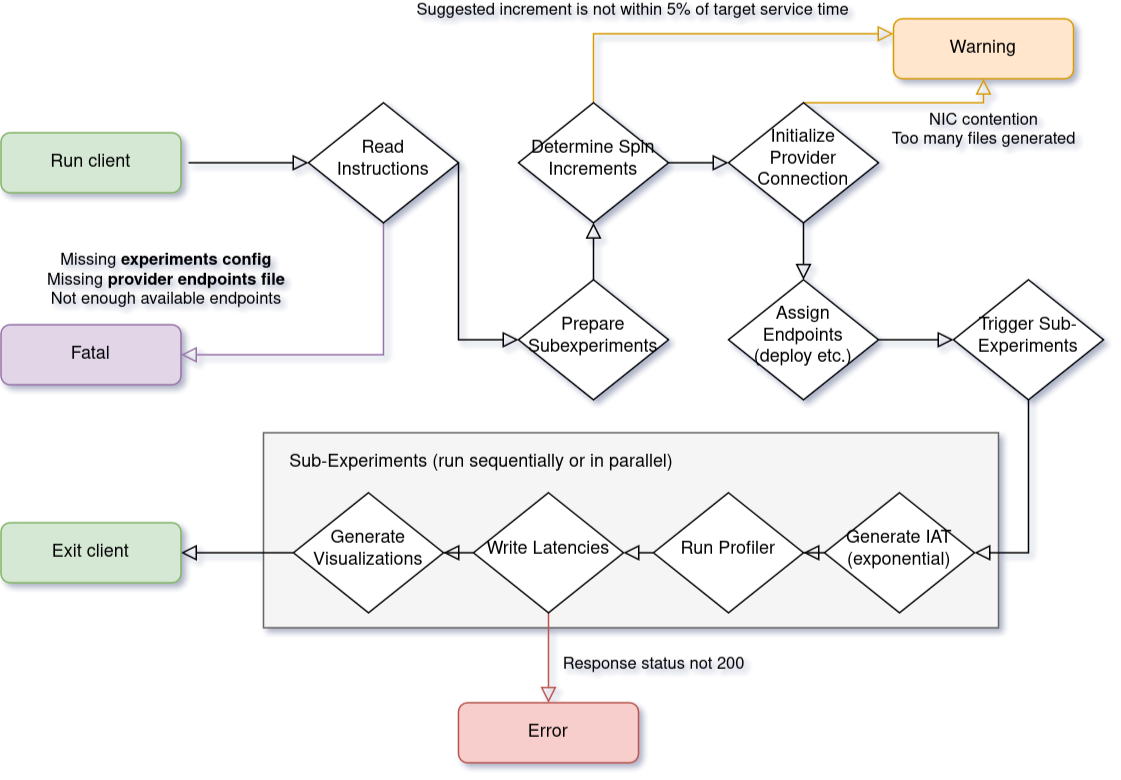 Suggested increment is not within 5% of target service time
Warning
NIC contention
Too many files generated
Run client
Read
Instructions
Determine Spin
Increments
Initialize
Provider
Connection
Missing experiments config
Missing provider endpoints file
Not enough available endpoints
Fatal
Prepare
Subexperiments
Assign
Endpoints
(deploy etc.)
Trigger Sub-
Experiments
Sub-Experiments (run sequentially or in parallel)
Exit client
Generate
Visualizations
Write Latencies
Run Profiler
Generate IAT
(exponential)
Response status not 200
Error